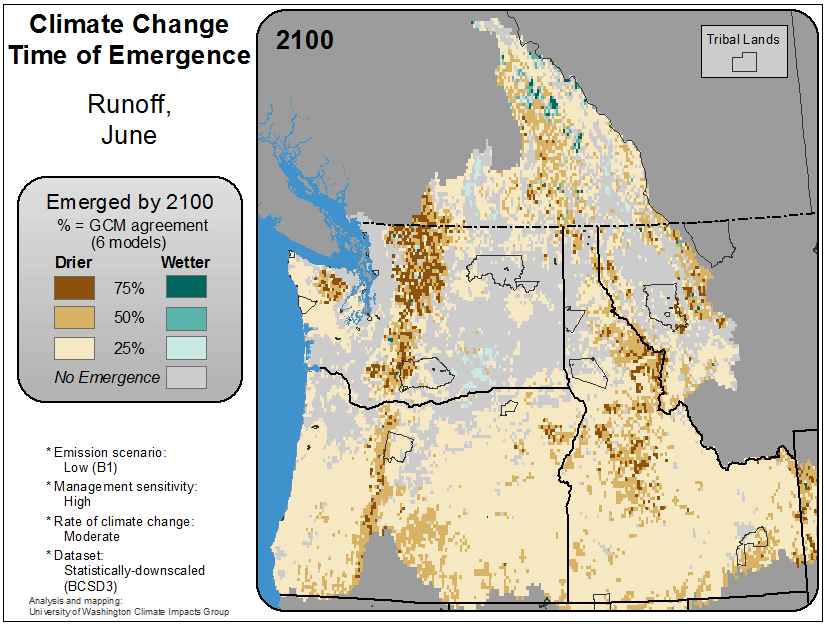 Climate Change
Time of Emergence
Runoff,
June
Emerged by 2100
% = GCM agreement
(6 models)
Drier Wetter
75%
50%
25%
No Emergence
* Emission scenario:
Low (B1)
* Management sensitivity:
High
* Rate of climate change:
Moderate
* Dataset:
Statistically-downscaled
(BCSD3)
Analysis and mapping:
University of Washington Climate Impacts Group
2100
Tribal Lands